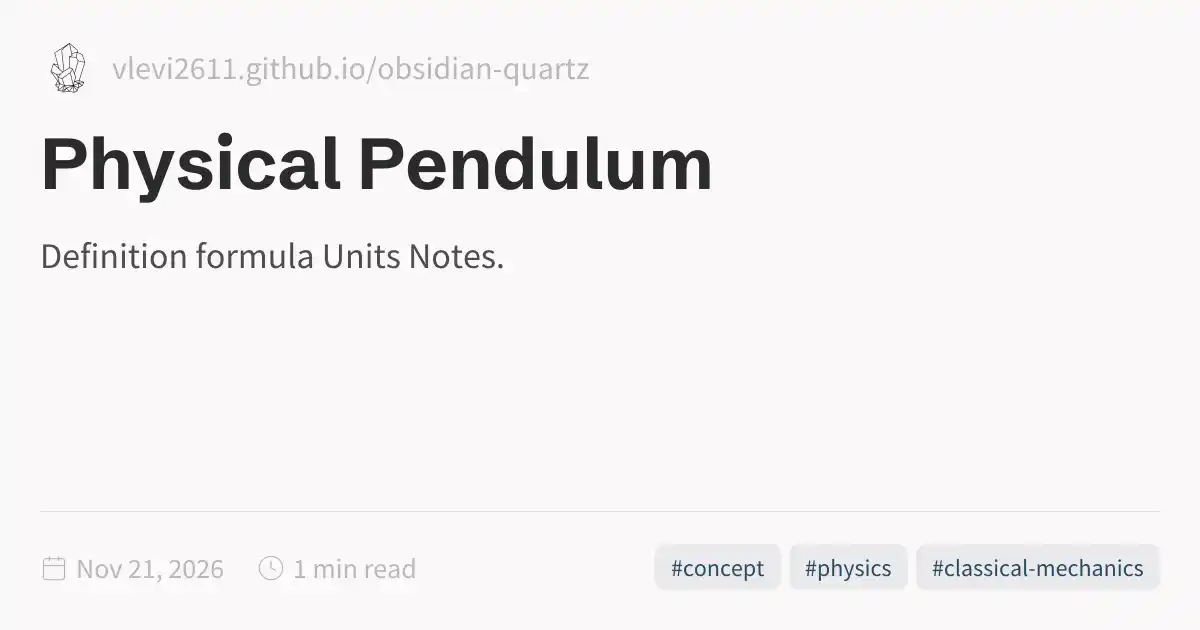 vlevi2611.github.io/obsidian-quartz
Physical Pendulum
Definition formula Units Notes.
Nov 21, 2026 1 min read #concept #physics #classical-mechanics